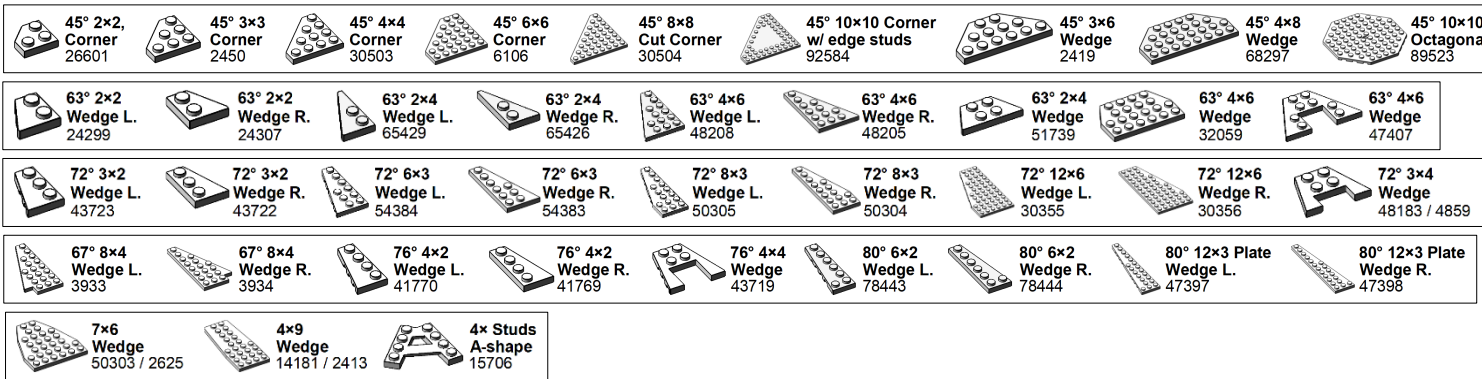 45° 2×2, Corner 26601
45° 3×3 Corner 2450
45° 4×4 Corner 30503
45° 6×6 Corner 6106
45° 8×8 Cut Corner 30504
45° 10×10 Corner w/ edge studs 92584
45° 3×6 Wedge 2419
45° 4×8 Wedge 68297
45° 10×10 Octagona 89523
63° 2×2 Wedge L. 24299
63° 2×2 Wedge R. 24307
63° 2×4 Wedge L. 65429
63° 2×4 Wedge R. 65426
63° 4×6 Wedge L. 48208
63° 4×6 Wedge R. 48205
63° 2×4 Wedge 51739
63° 4×6 Wedge 32059
63° 4×6 Wedge 47407
72° 3×2 Wedge L. 43723
72° 3×2 Wedge R. 43722
72° 6×3 Wedge L. 54384
72° 6×3 Wedge R. 54383
72° 8×3 Wedge L. 50305
72° 8×3 Wedge R. 50304
72° 12×6 Wedge L. 30355
72° 12×6 Wedge R. 30356
72° 3×4 Wedge 48183 / 4859
67° 8×4 Wedge L. 3933
67° 8×4 Wedge R. 3934
76° 4×2 Wedge L. 41770
76° 4×2 Wedge R. 41769
76° 4×4 Wedge 43719
80° 6×2 Wedge L. 78443
80° 6×2 Wedge R. 78444
80° 12×3 Plate Wedge L. 47397
80° 12×3 Plate Wedge R. 47398
7×6 Wedge 50303 / 2625
4×9 Wedge 14181 / 2413
4× Studs A-shape 15706